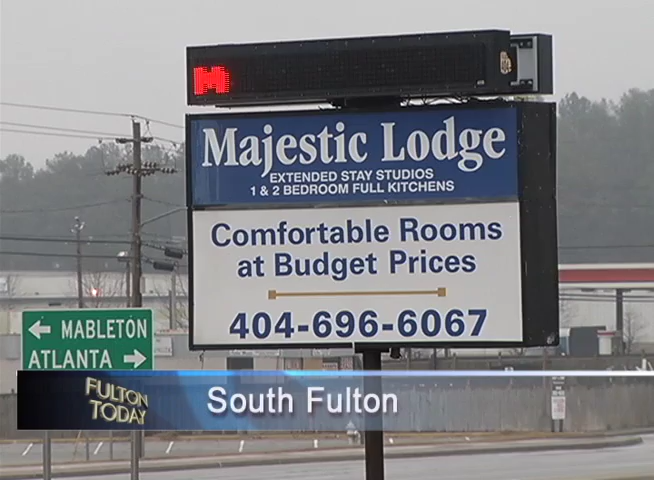 M
Majestic Lodge
EXTENDED STAY STUDIOS
1 & 2 BEDROOM FULL KITCHENS
Comfortable Rooms
at Budget Prices
404-696-6067
MABLETON
ATLANTA
FULTON
TODAY
South Fulton